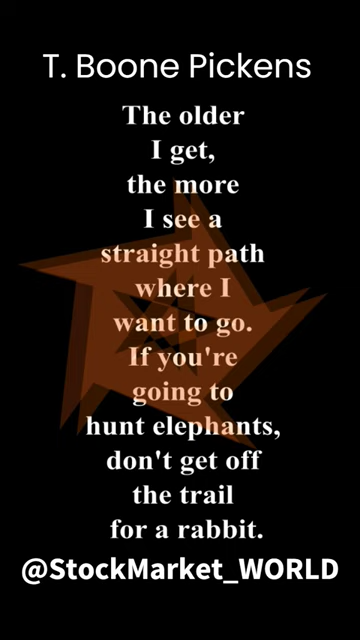 T. Boone Pickens
The older
I get,
the more
I see a
straight path
where I
want to go.
If you're
going to
hunt elephants,
don't get off
the trail
for a rabbit.
@StockMarket_WORLD